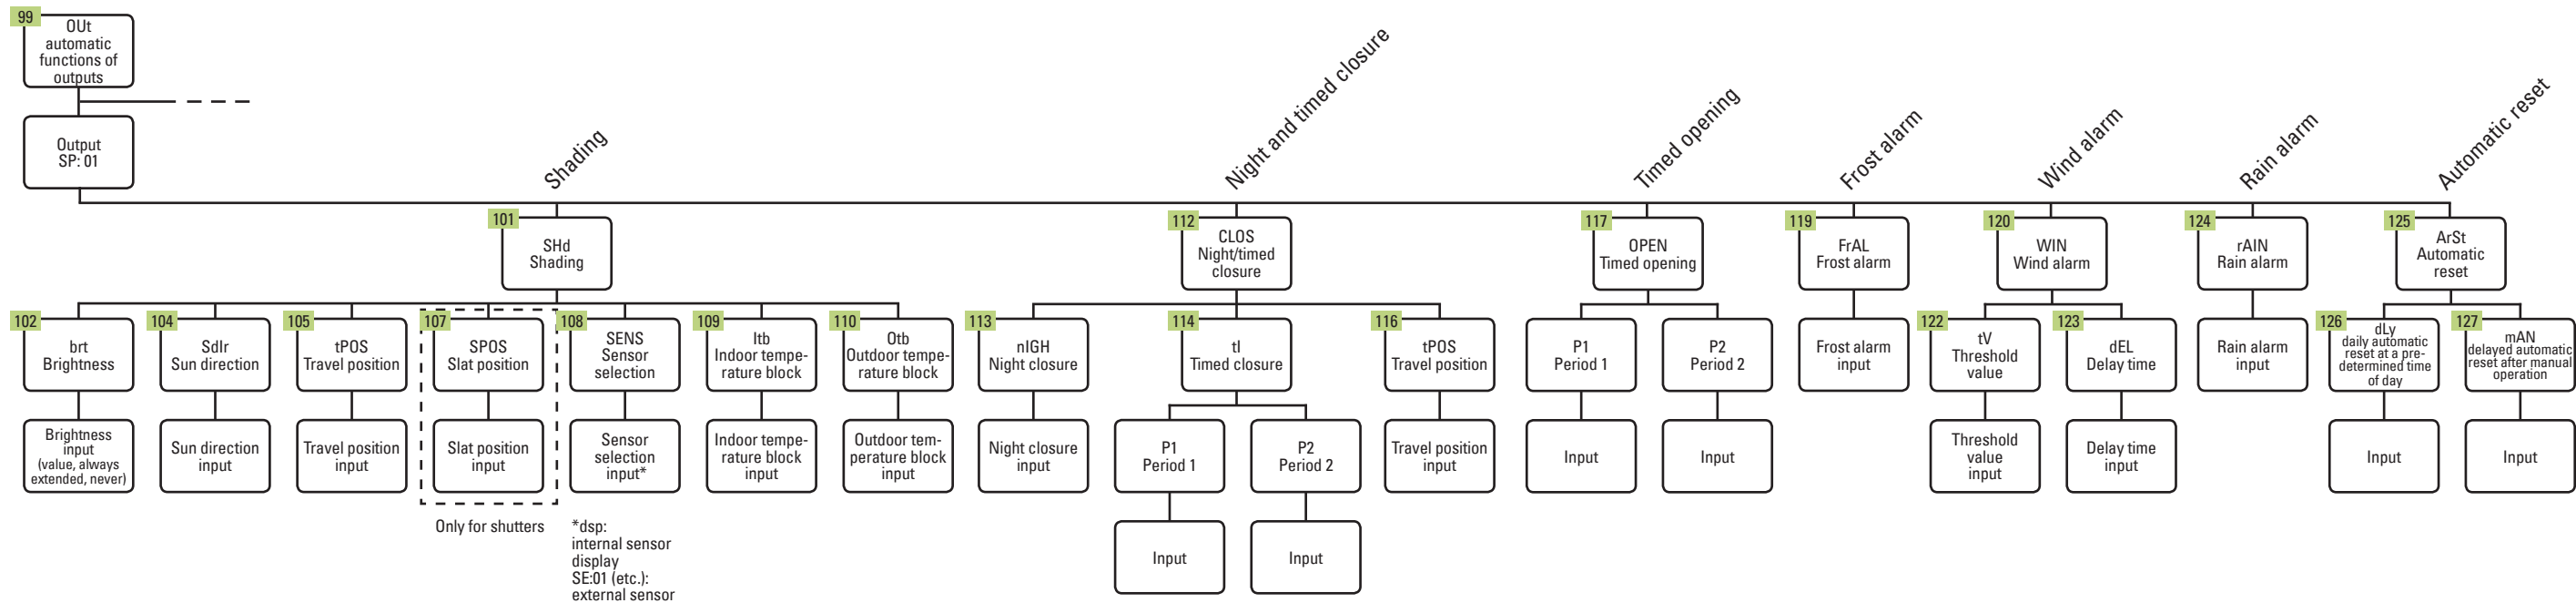 99
OUt
automatic
functions of
outputs
Output
SP: 01
Shading
Night and timed closure
Timed opening
Frost alarm
Wind alarm
Rain alarm
Automatic reset
101
SHd
Shading
112
CLOS
Night/timed
closure
117
OPEN
Timed opening
119
FrAL
Frost alarm
120
WIN
Wind alarm
124
rAIN
Rain alarm
125
ArSt
Automatic
reset
102
brt
Brightness
104
SdIr
Sun direction
105
tPOS
Travel position
107
SPOS
Slat position
108
SENS
Sensor
selection
109
Itb
Indoor tempe-
rature block
110
Otb
Outdoor tempe-
rature block
113
nIGH
Night closure
114
tI
Timed closure
116
tPOS
Travel position
P1
Period 1
P2
Period 2
Frost alarm
input
122
tV
Threshold
value
123
dEL
Delay time
Rain alarm
input
126
dLy
daily automatic
reset at a pre-
determined time
of day
127
mAN
delayed automatic
reset after manual
operation
Brightness
input
(value, always
extended, never)
Sun direction
input
Travel position
input
Slat position
input
Sensor
selection
input*
Indoor tempe-
rature block
input
Outdoor tem-
perature block
input
Night closure
input
P1
Period 1
P2
Period 2
Travel position
input
Input
Input
Threshold
value
input
Delay time
input
Input
Input
Only for shutters
*dsp:
internal sensor
display
SE:01 (etc.):
external sensor
Input
Input